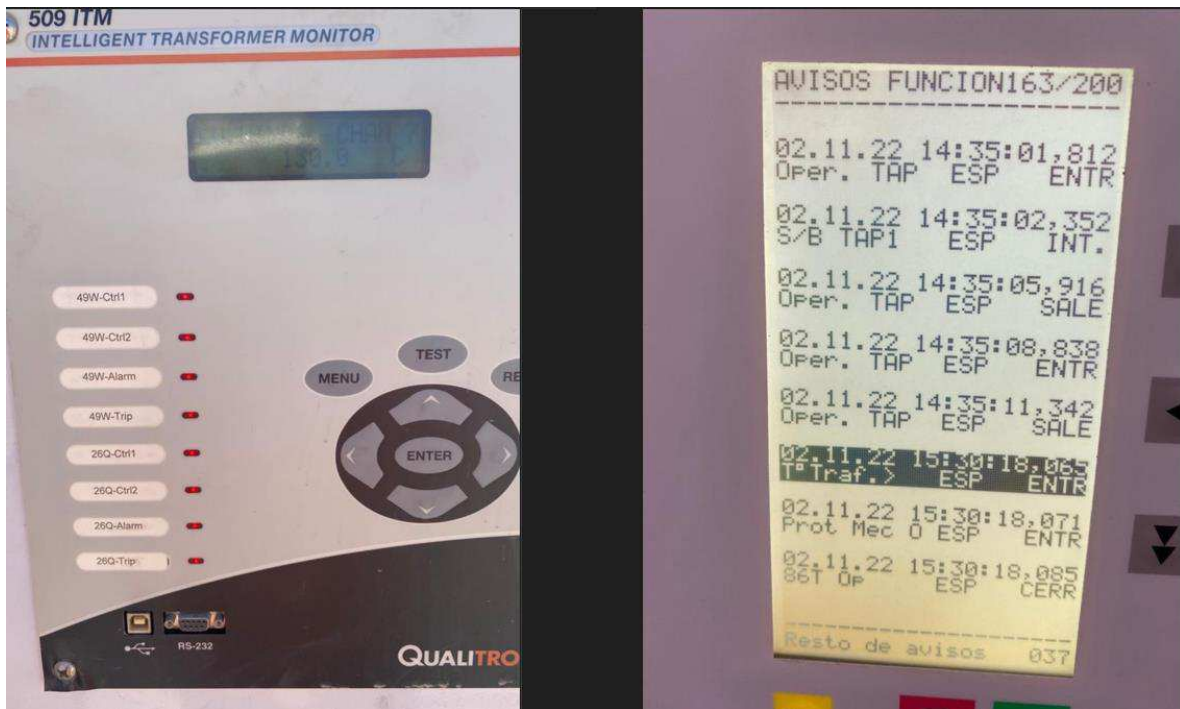 509 ITM
INTELLIGENT TRANSFORMER MONITOR
CHAN
130.0 C
49W-Ctrl1
49W-Ctrl2
49W-Alarm
49W-Trip
26Q-Ctrl1
26Q-Ctrl2
26Q-Alarm
26Q-Trip
TEST
MENU
RE
ENTER
RS-232
QUALITRO
AVISOS FUNCION163/200
02.11.22 14:35:01,812
Oper. TAP ESP ENTR
02.11.22 14:35:02,352
S/B TAP1 ESP INT.
02.11.22 14:35:05,916
Oper. TAP ESP SALE
02.11.22 14:35:08,838
Oper. TAP ESP ENTR
02.11.22 14:35:11,342
Oper. TAP ESP SALE
02.11.22 15:30:18,065
TºTraf.> ESP ENTR
02.11.22 15:30:18,071
Prot Mec O ESP ENTR
02.11.22 15:30:18,085
86T Op ESP CERR
Resto de avisos 037